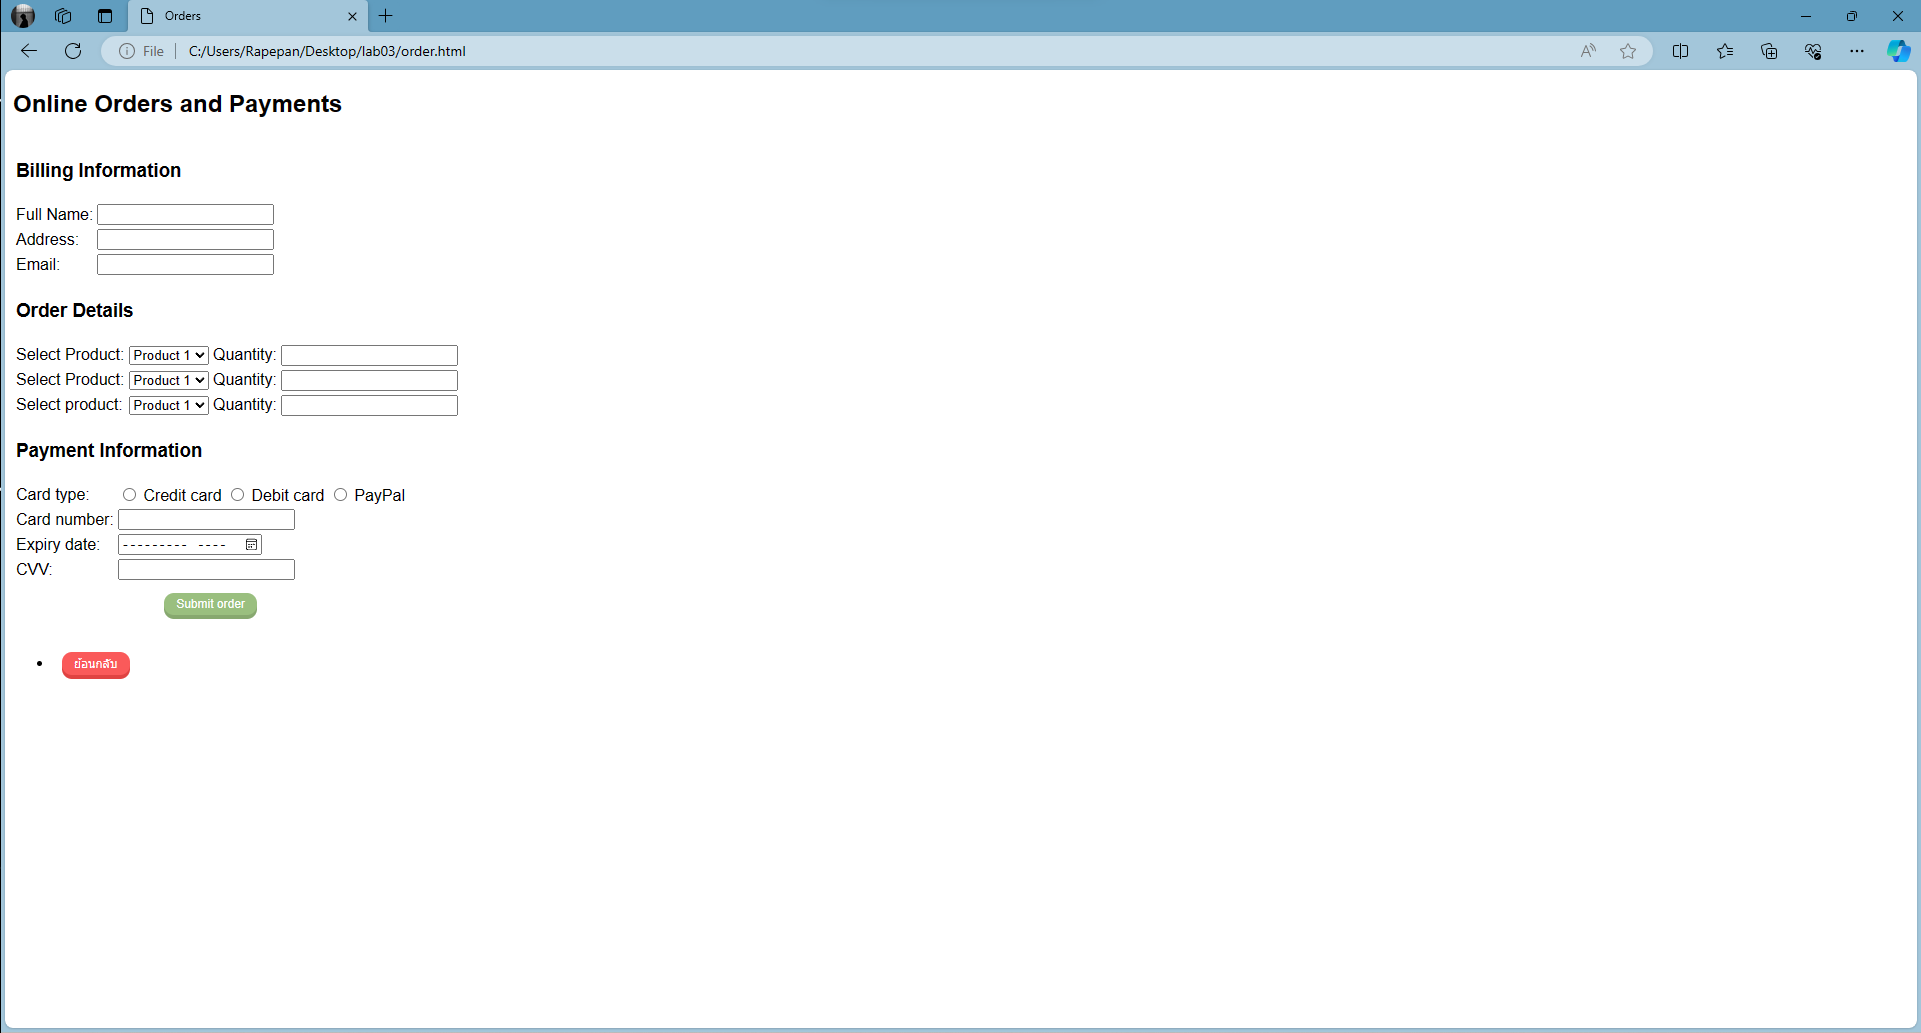 Orders
File C:/Users/Rapepan/Desktop/lab03/order.html
Online Orders and Payments
Billing Information
Full Name:
Address:
Email:
Order Details
Select Product: Product 1 Quantity:
Select Product: Product 1 Quantity:
Select product: Product 1 Quantity:
Payment Information
Card type: Credit card Debit card PayPal
Card number:
Expiry date: --------- ----
CVV:
Submit order
ย้อนกลับ